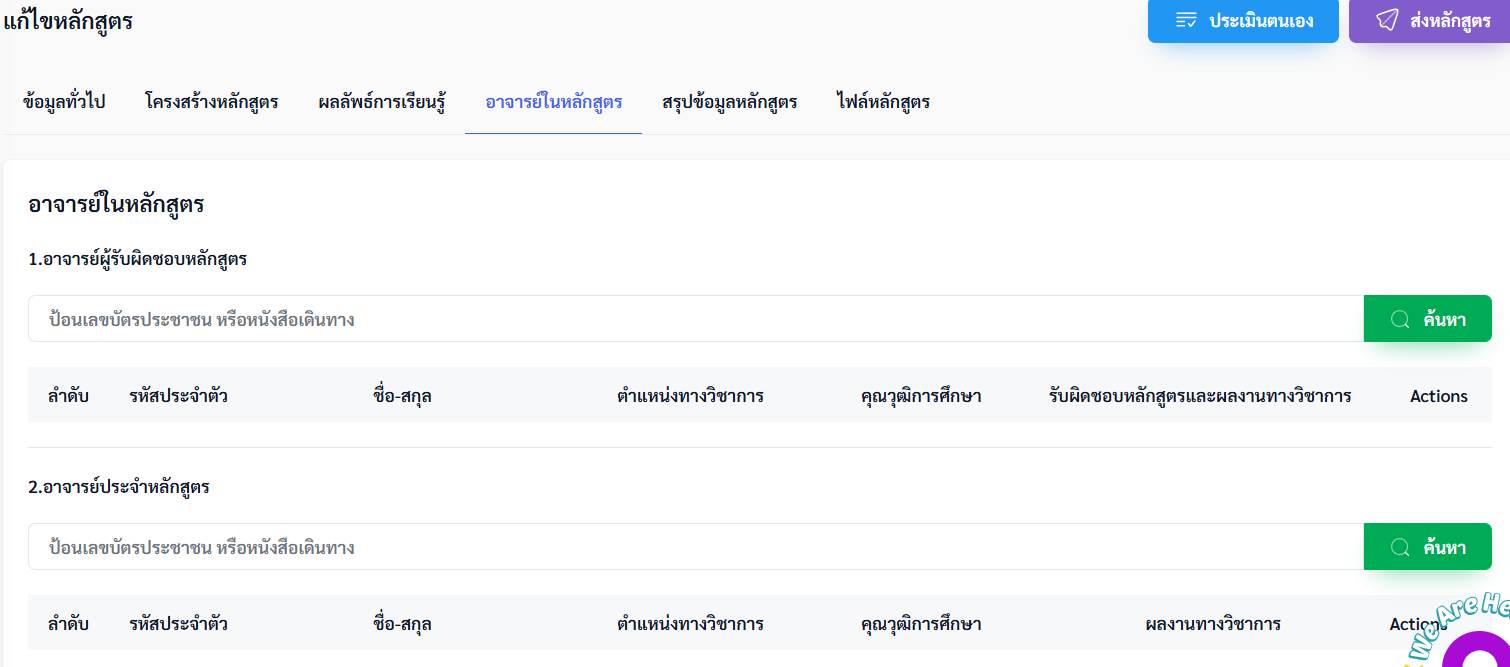 แก้ไขหลักสูตร ประเมินตนเอง ส่งหลักสูตร
ข้อมูลทั่วไป โครงสร้างหลักสูตร ผลลัพธ์การเรียนรู้ อาจารย์ในหลักสูตร สรุปข้อมูลหลักสูตร ไฟล์หลักสูตร
อาจารย์ในหลักสูตร
1.อาจารย์ผู้รับผิดชอบหลักสูตร
ป้อนเลขบัตรประชาชน หรือหนังสือเดินทาง ค้นหา
ลำดับ รหัสประจำตัว ชื่อ-สกุล ตำแหน่งทางวิชาการ คุณวุฒิการศึกษา รับผิดชอบหลักสูตรและผลงานทางวิชาการ Actions
2.อาจารย์ประจำหลักสูตร
ป้อนเลขบัตรประชาชน หรือหนังสือเดินทาง ค้นหา
ลำดับ รหัสประจำตัว ชื่อ-สกุล ตำแหน่งทางวิชาการ คุณวุฒิการศึกษา ผลงานทางวิชาการ Actions
We Are